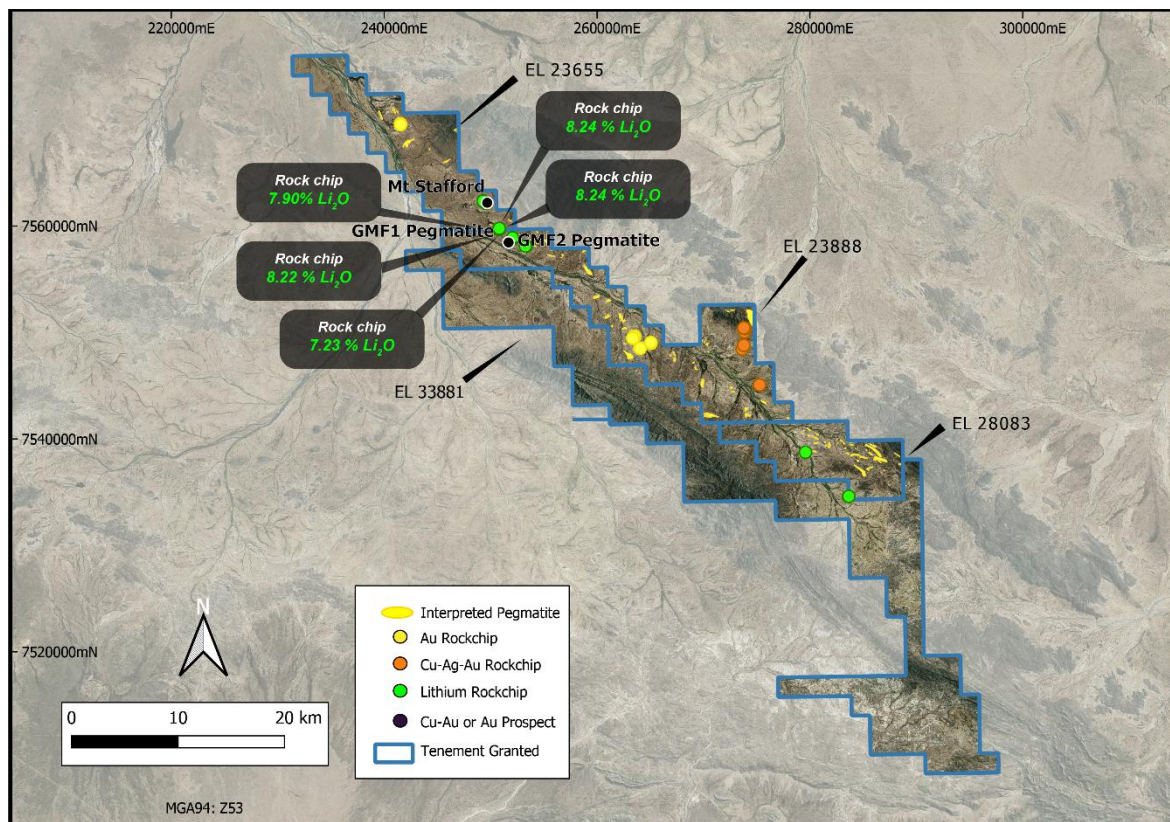 220000mE
240000mE
260000mE
280000mE
300000mE
EL 23655
Rock chip
8.24 % Li₂O
Rock chip
7.90% Li₂O
Mt Stafford
Rock chip
8.24 % Li₂O
7560000mN
GMF1 Pegmatite
GMF2 Pegmatite
EL 23888
Rock chip
8.22 % Li₂O
Rock chip
7.23 % Li₂O
EL 33881
EL 28083
7540000mN
N
Interpreted Pegmatite
Au Rockchip
Cu-Ag-Au Rockchip
Lithium Rockchip
Cu-Au or Au Prospect
Tenement Granted
7520000mN
0 10 20 km
MGA94: Z53